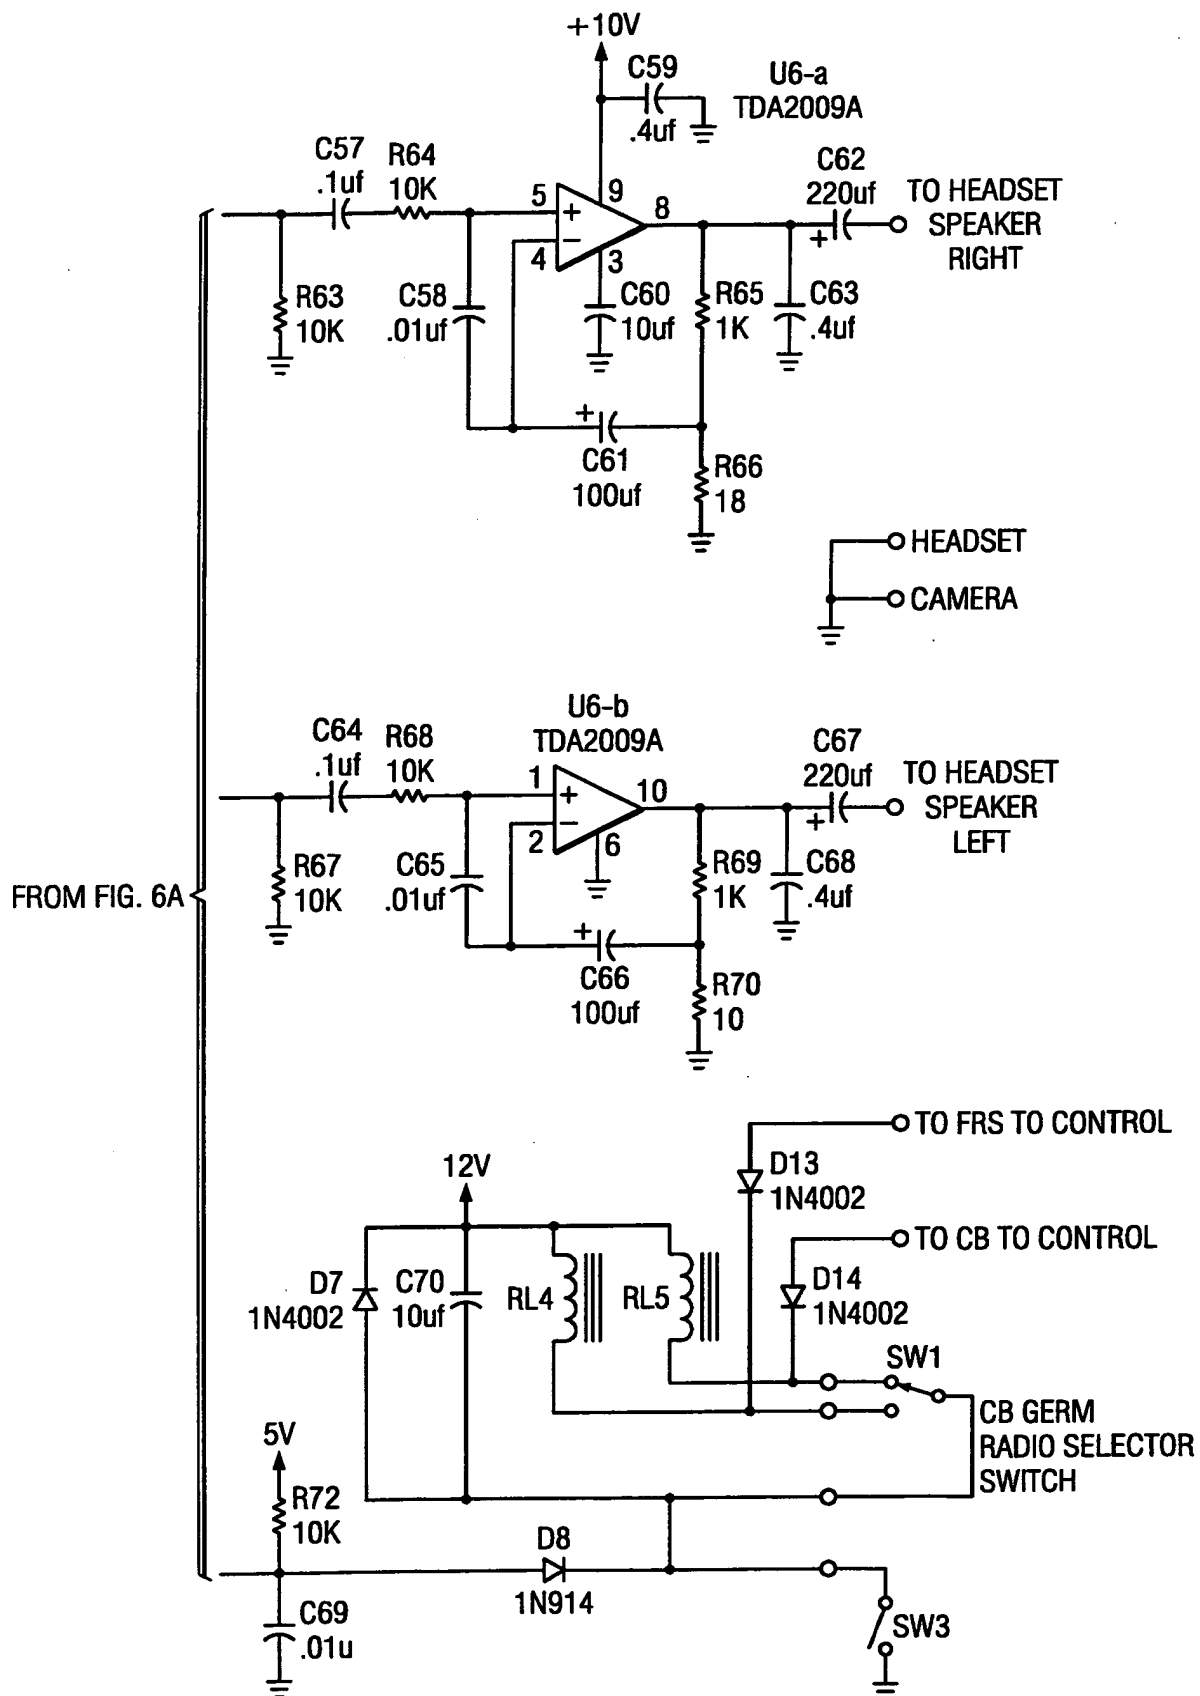 +10V
C59
.4uf
U6-a
TDA2009A
C57
.1uf
R64
10K
5
+
9
8
C62
220uf
+
TO HEADSET
SPEAKER
RIGHT
4
−
3
R63
10K
C58
.01uf
C60
10uf
R65
1K
C63
.4uf
+
C61
100uf
R66
18
HEADSET
CAMERA
U6-b
TDA2009A
C64
.1uf
R68
10K
1
+
10
C67
220uf
+
TO HEADSET
SPEAKER
LEFT
2
−
6
R67
10K
C65
.01uf
R69
1K
C68
.4uf
FROM FIG. 6A
+
C66
100uf
R70
10
TO FRS TO CONTROL
12V
D13
1N4002
TO CB TO CONTROL
D7
1N4002
C70
10uf
RL4
RL5
D14
1N4002
SW1
CB GERM
RADIO SELECTOR
SWITCH
5V
R72
10K
D8
1N914
C69
.01u
SW3